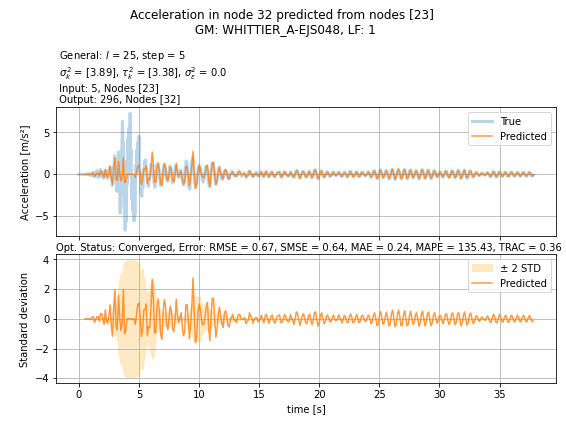 Acceleration in node 32 predicted from nodes [23]
GM: WHITTIER_A-EJS048, LF: 1
General: l = 25, step = 5
σ²ₖ = [3.89], τ²ₖ = [3.38], σ²ε = 0.0
Input: 5, Nodes [23]
Output: 296, Nodes [32]
Acceleration [m/s²]
5
0
−5
True
Predicted
Opt. Status: Converged, Error: RMSE = 0.67, SMSE = 0.64, MAE = 0.24, MAPE = 135.43, TRAC = 0.36
Standard deviation
4
2
0
−2
−4
± 2 STD
Predicted
0 5 10 15 20 25 30 35
time [s]